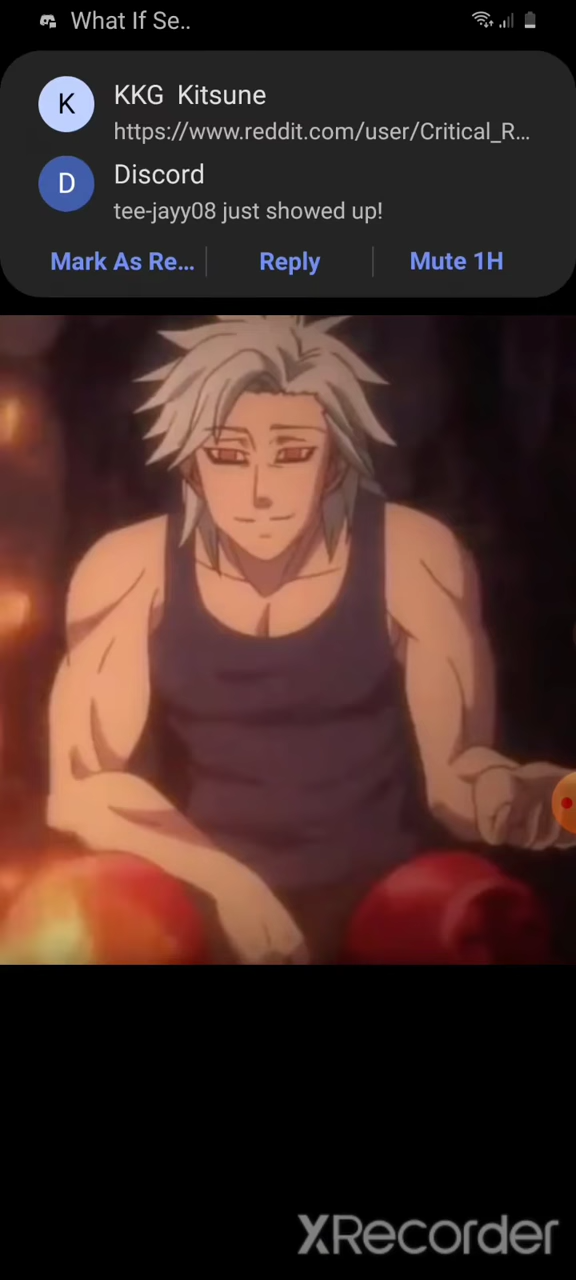 What If Se..
K
KKG Kitsune
https://www.reddit.com/user/Critical_R...
D
Discord
tee-jayy08 just showed up!
Mark As Re...
Reply
Mute 1H
XRecorder